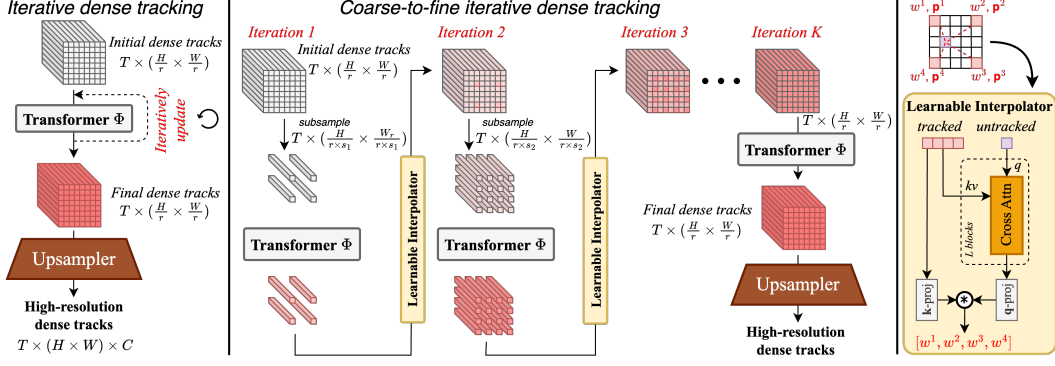 Iterative dense tracking
Initial dense tracks
T × (H/r × W/r)
Transformer Φ
Iteratively
update
Final dense tracks
T × (H/r × W/r)
Upsampler
High-resolution
dense tracks
T × (H × W) × C
Coarse-to-fine iterative dense tracking
Iteration 1
Initial dense tracks
T × (H/r × W/r)
subsample
T × (H/r×s₁ × Wr/r×s₁)
Transformer Φ
Learnable Interpolator
Iteration 2
subsample
T × (H/r×s₂ × W/r×s₂)
Transformer Φ
Learnable Interpolator
Iteration 3
Iteration K
T × (H/r × W/r)
Transformer Φ
Final dense tracks
T × (H/r × W/r)
Upsampler
High-resolution
dense tracks
w¹, p¹ w², p²
w⁴, p⁴ w³, p³
Learnable Interpolator
tracked untracked
q
kv
Cross Attn
L blocks
k-proj
q-proj
[w¹, w², w³, w⁴]